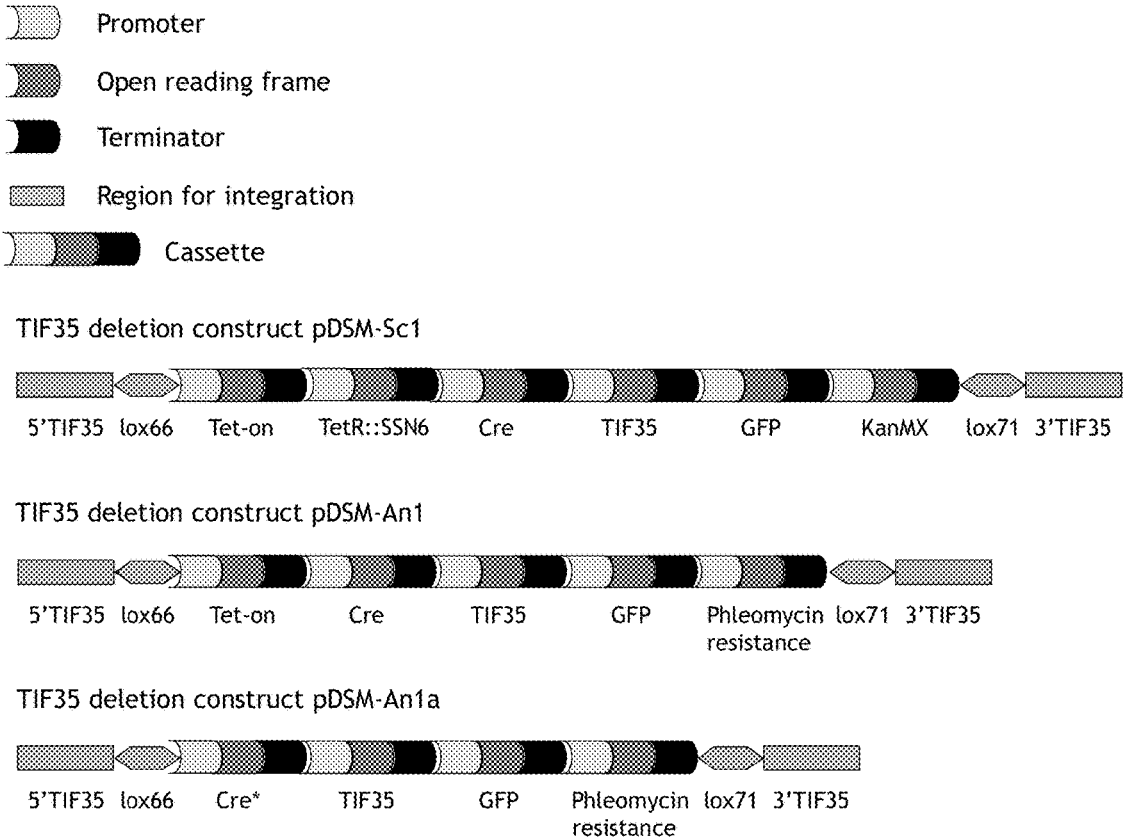 Promoter
Open reading frame
Terminator
Region for integration
Cassette
TIF35 deletion construct pDSM-Sc1
5'TIF35 lox66 Tet-on TetR::SSN6 Cre TIF35 GFP KanMX lox71 3'TIF35
TIF35 deletion construct pDSM-An1
5'TIF35 lox66 Tet-on Cre TIF35 GFP Phleomycin lox71 3'TIF35
resistance
TIF35 deletion construct pDSM-An1a
5'TIF35 lox66 Cre* TIF35 GFP Phleomycin lox71 3'TIF35
resistance